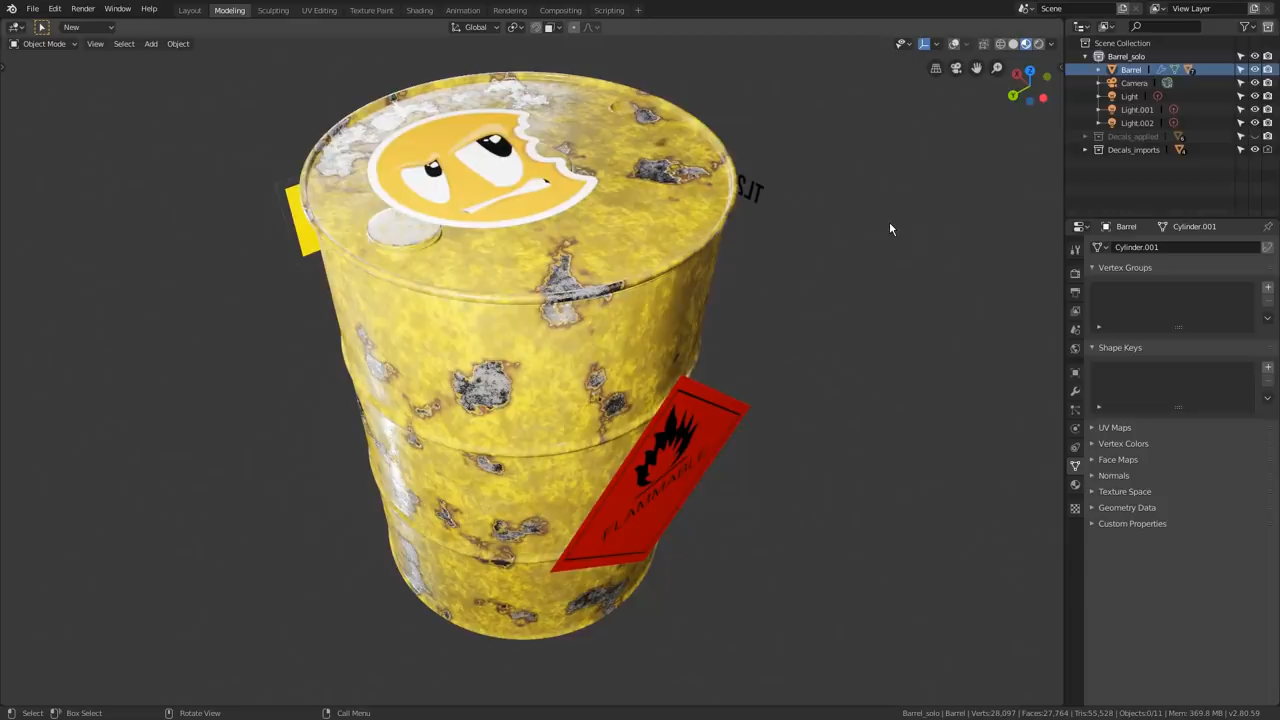 File Edit Render Window Help Layout Modeling Sculpting UV Editing Texture Paint Shading Animation Rendering Compositing Scripting + Scene View Layer
New Global
Object Mode View Select Add Object
Scene Collection
Barrel_solo
Barrel
Camera
Light
Light.001
Light.002
Decals_applied
Decals_imports
Barrel Cylinder.001
Cylinder.001
Vertex Groups
Shape Keys
UV Maps
Vertex Colors
Face Maps
Normals
Texture Space
Geometry Data
Custom Properties
TL2
FLAMMABLE
Select Box Select Rotate View Call Menu Barrel_solo | Barrel | Verts:28,097 | Faces:27,764 | Tris:55,528 | Objects:0/11 | Mem: 369.8 MB | v2.80.59